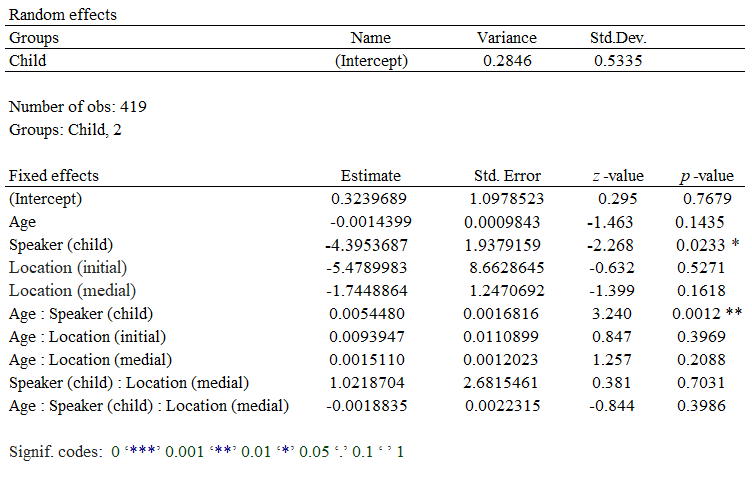 Random effects
Groups Name Variance Std.Dev.
Child (Intercept) 0.2846 0.5335
Number of obs: 419
Groups: Child, 2
Fixed effects Estimate Std. Error z -value p -value
(Intercept) 0.3239689 1.0978523 0.295 0.7679
Age -0.0014399 0.0009843 -1.463 0.1435
Speaker (child) -4.3953687 1.9379159 -2.268 0.0233 *
Location (initial) -5.4789983 8.6628645 -0.632 0.5271
Location (medial) -1.7448864 1.2470692 -1.399 0.1618
Age : Speaker (child) 0.0054480 0.0016816 3.240 0.0012 **
Age : Location (initial) 0.0093947 0.0110899 0.847 0.3969
Age : Location (medial) 0.0015110 0.0012023 1.257 0.2088
Speaker (child) : Location (medial) 1.0218704 2.6815461 0.381 0.7031
Age : Speaker (child) : Location (medial) -0.0018835 0.0022315 -0.844 0.3986
Signif. codes: 0 ‘***’ 0.001 ‘**’ 0.01 ‘*’ 0.05 ‘.’ 0.1 ‘ ’ 1